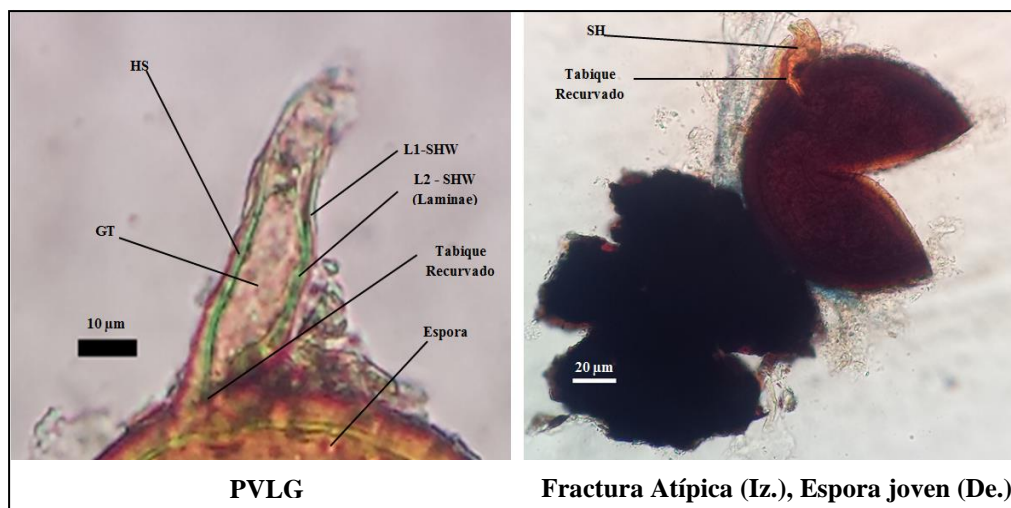 HS
L1-SHW
L2 - SHW
(Laminae)
GT
Tabique
Recurvado
10 µm
Espora
PVLG
SH
Tabique
Recurvado
20 µm
Fractura Atípica (Iz.), Espora joven (De.)